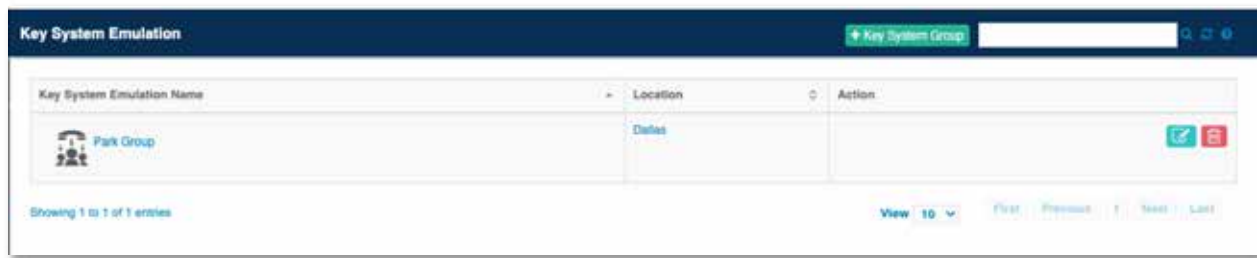 Key System Emulation + Key System Group
Key System Emulation Name Location Action
Park Group Dallas
Showing 1 to 1 of 1 entries View 10 First Previous 1 Next Last